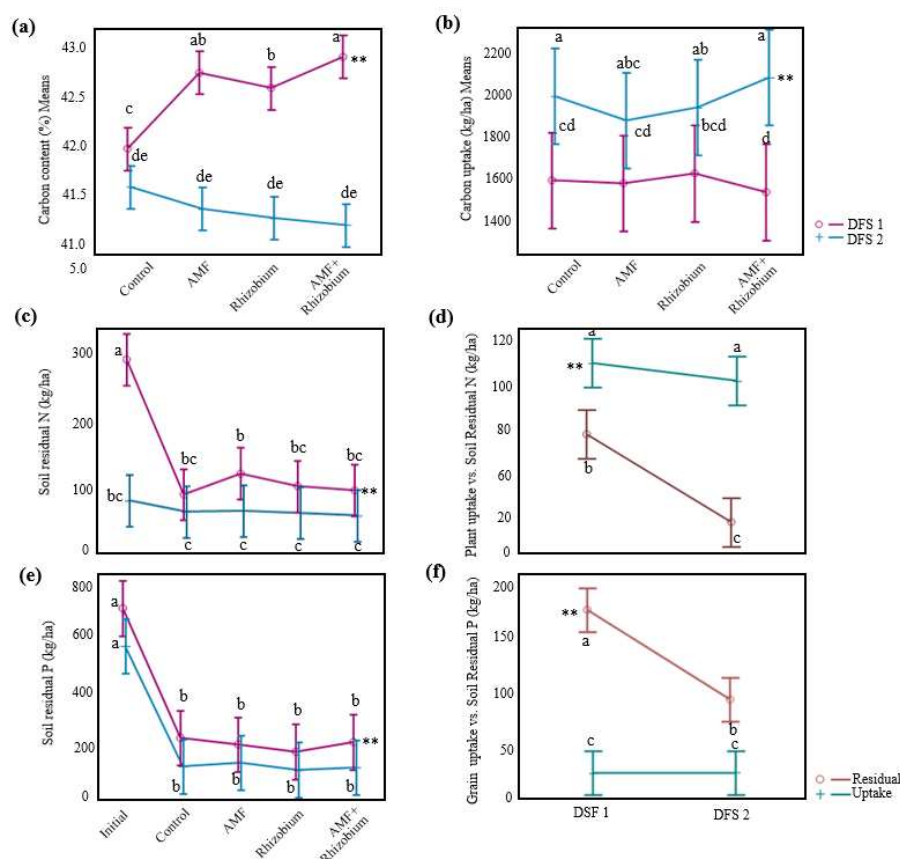 (a)
Carbon content (%) Means
43.0
42.5
42.0
41.5
41.0
5.0
c
ab
b
a
**
de
de
de
de
Control
AMF
Rhizobium
AMF+
Rhizobium
(b)
Carbon uptake (kg/ha) Means
2200
2000
1800
1600
1400
a
abc
ab
a
**
cd
cd
bcd
d
Control
AMF
Rhizobium
AMF+
Rhizobium
DFS 1
DFS 2
(c)
Soil residual N (kg/ha)
300
200
100
0
a
bc
b
bc
bc
**
bc
c
c
c
c
(d)
Plant uptake vs. Soil Residual N (kg/ha)
120
100
80
60
20
0
a
**
a
b
c
(e)
Soil residual P (kg/ha)
800
600
400
200
0
a
a
b
b
b
b
**
b
b
b
b
Initial
Control
AMF
Rhizobium
AMF+
Rhizobium
(f)
Grain uptake vs. Soil Residual P (kg/ha)
200
150
100
50
0
**
a
b
c
c
DSF 1
DFS 2
Residual
Uptake